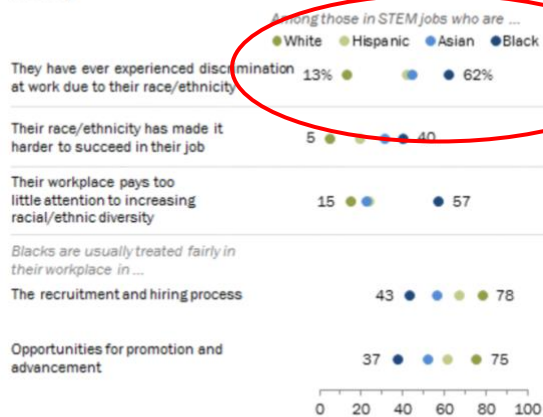 Among those in STEM jobs who are ...
White Hispanic Asian Black
They have ever experienced discrimination
at work due to their race/ethnicity
13% 62%
Their race/ethnicity has made it
harder to succeed in their job
5 40
Their workplace pays too
little attention to increasing
racial/ethnic diversity
15 57
Blacks are usually treated fairly in
their workplace in ...
The recruitment and hiring process
43 78
Opportunities for promotion and
advancement
37 75
0 20 40 60 80 100